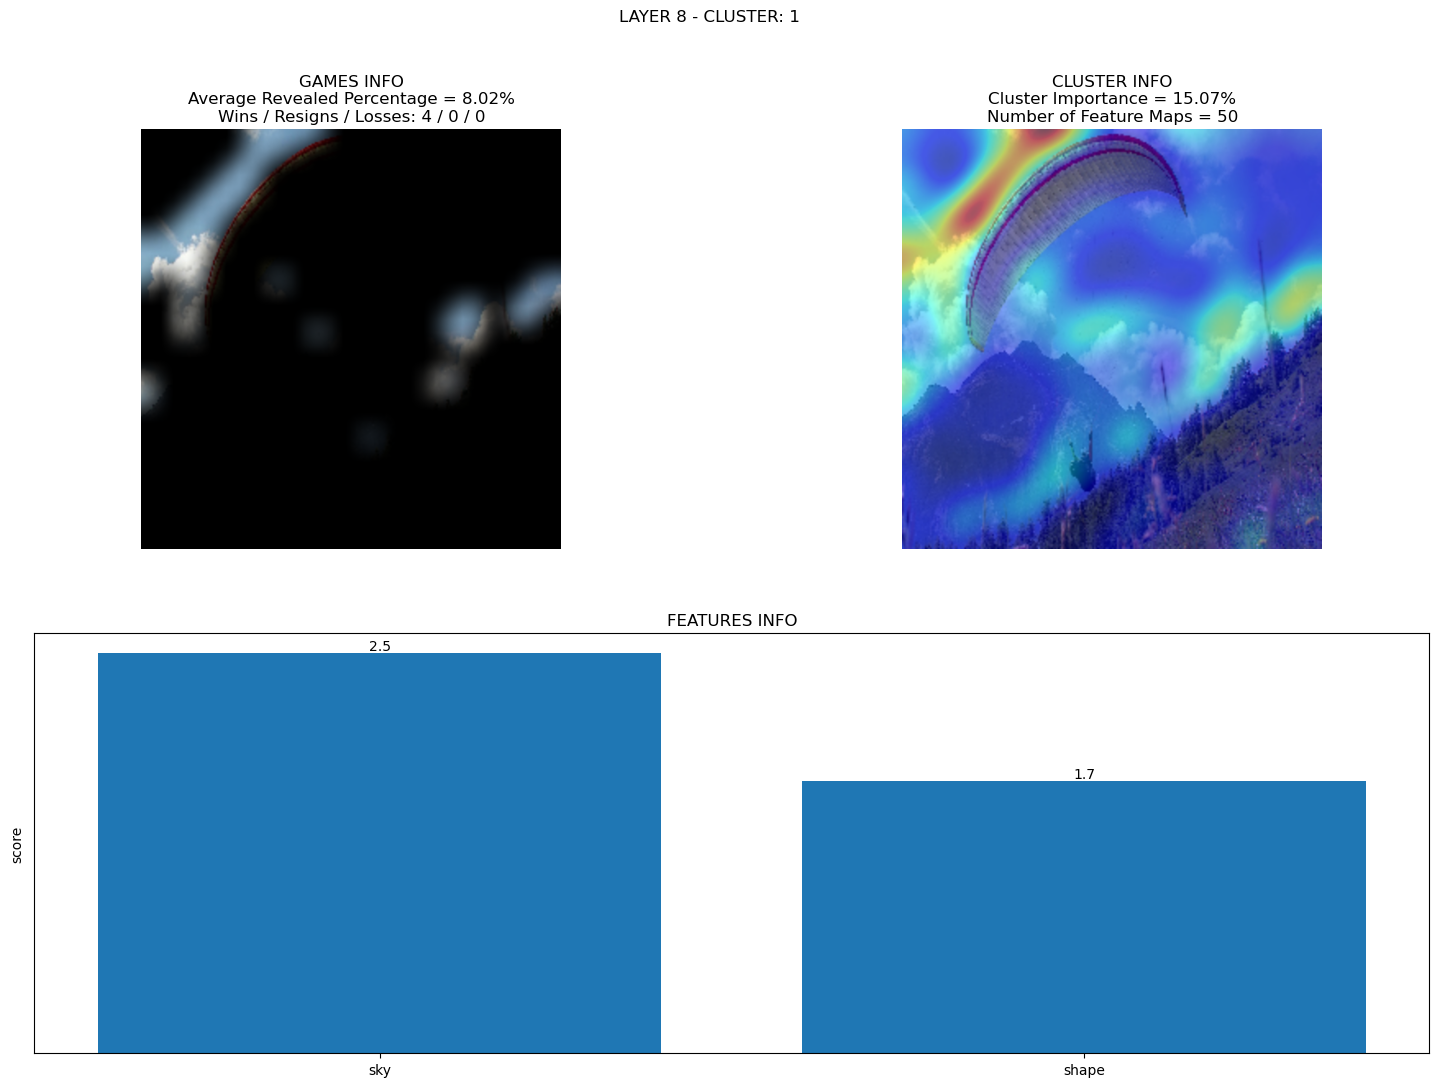 LAYER 8 - CLUSTER: 1
GAMES INFO
Average Revealed Percentage = 8.02%
Wins / Resigns / Losses: 4 / 0 / 0
CLUSTER INFO
Cluster Importance = 15.07%
Number of Feature Maps = 50
FEATURES INFO
2.5
1.7
score
sky
shape